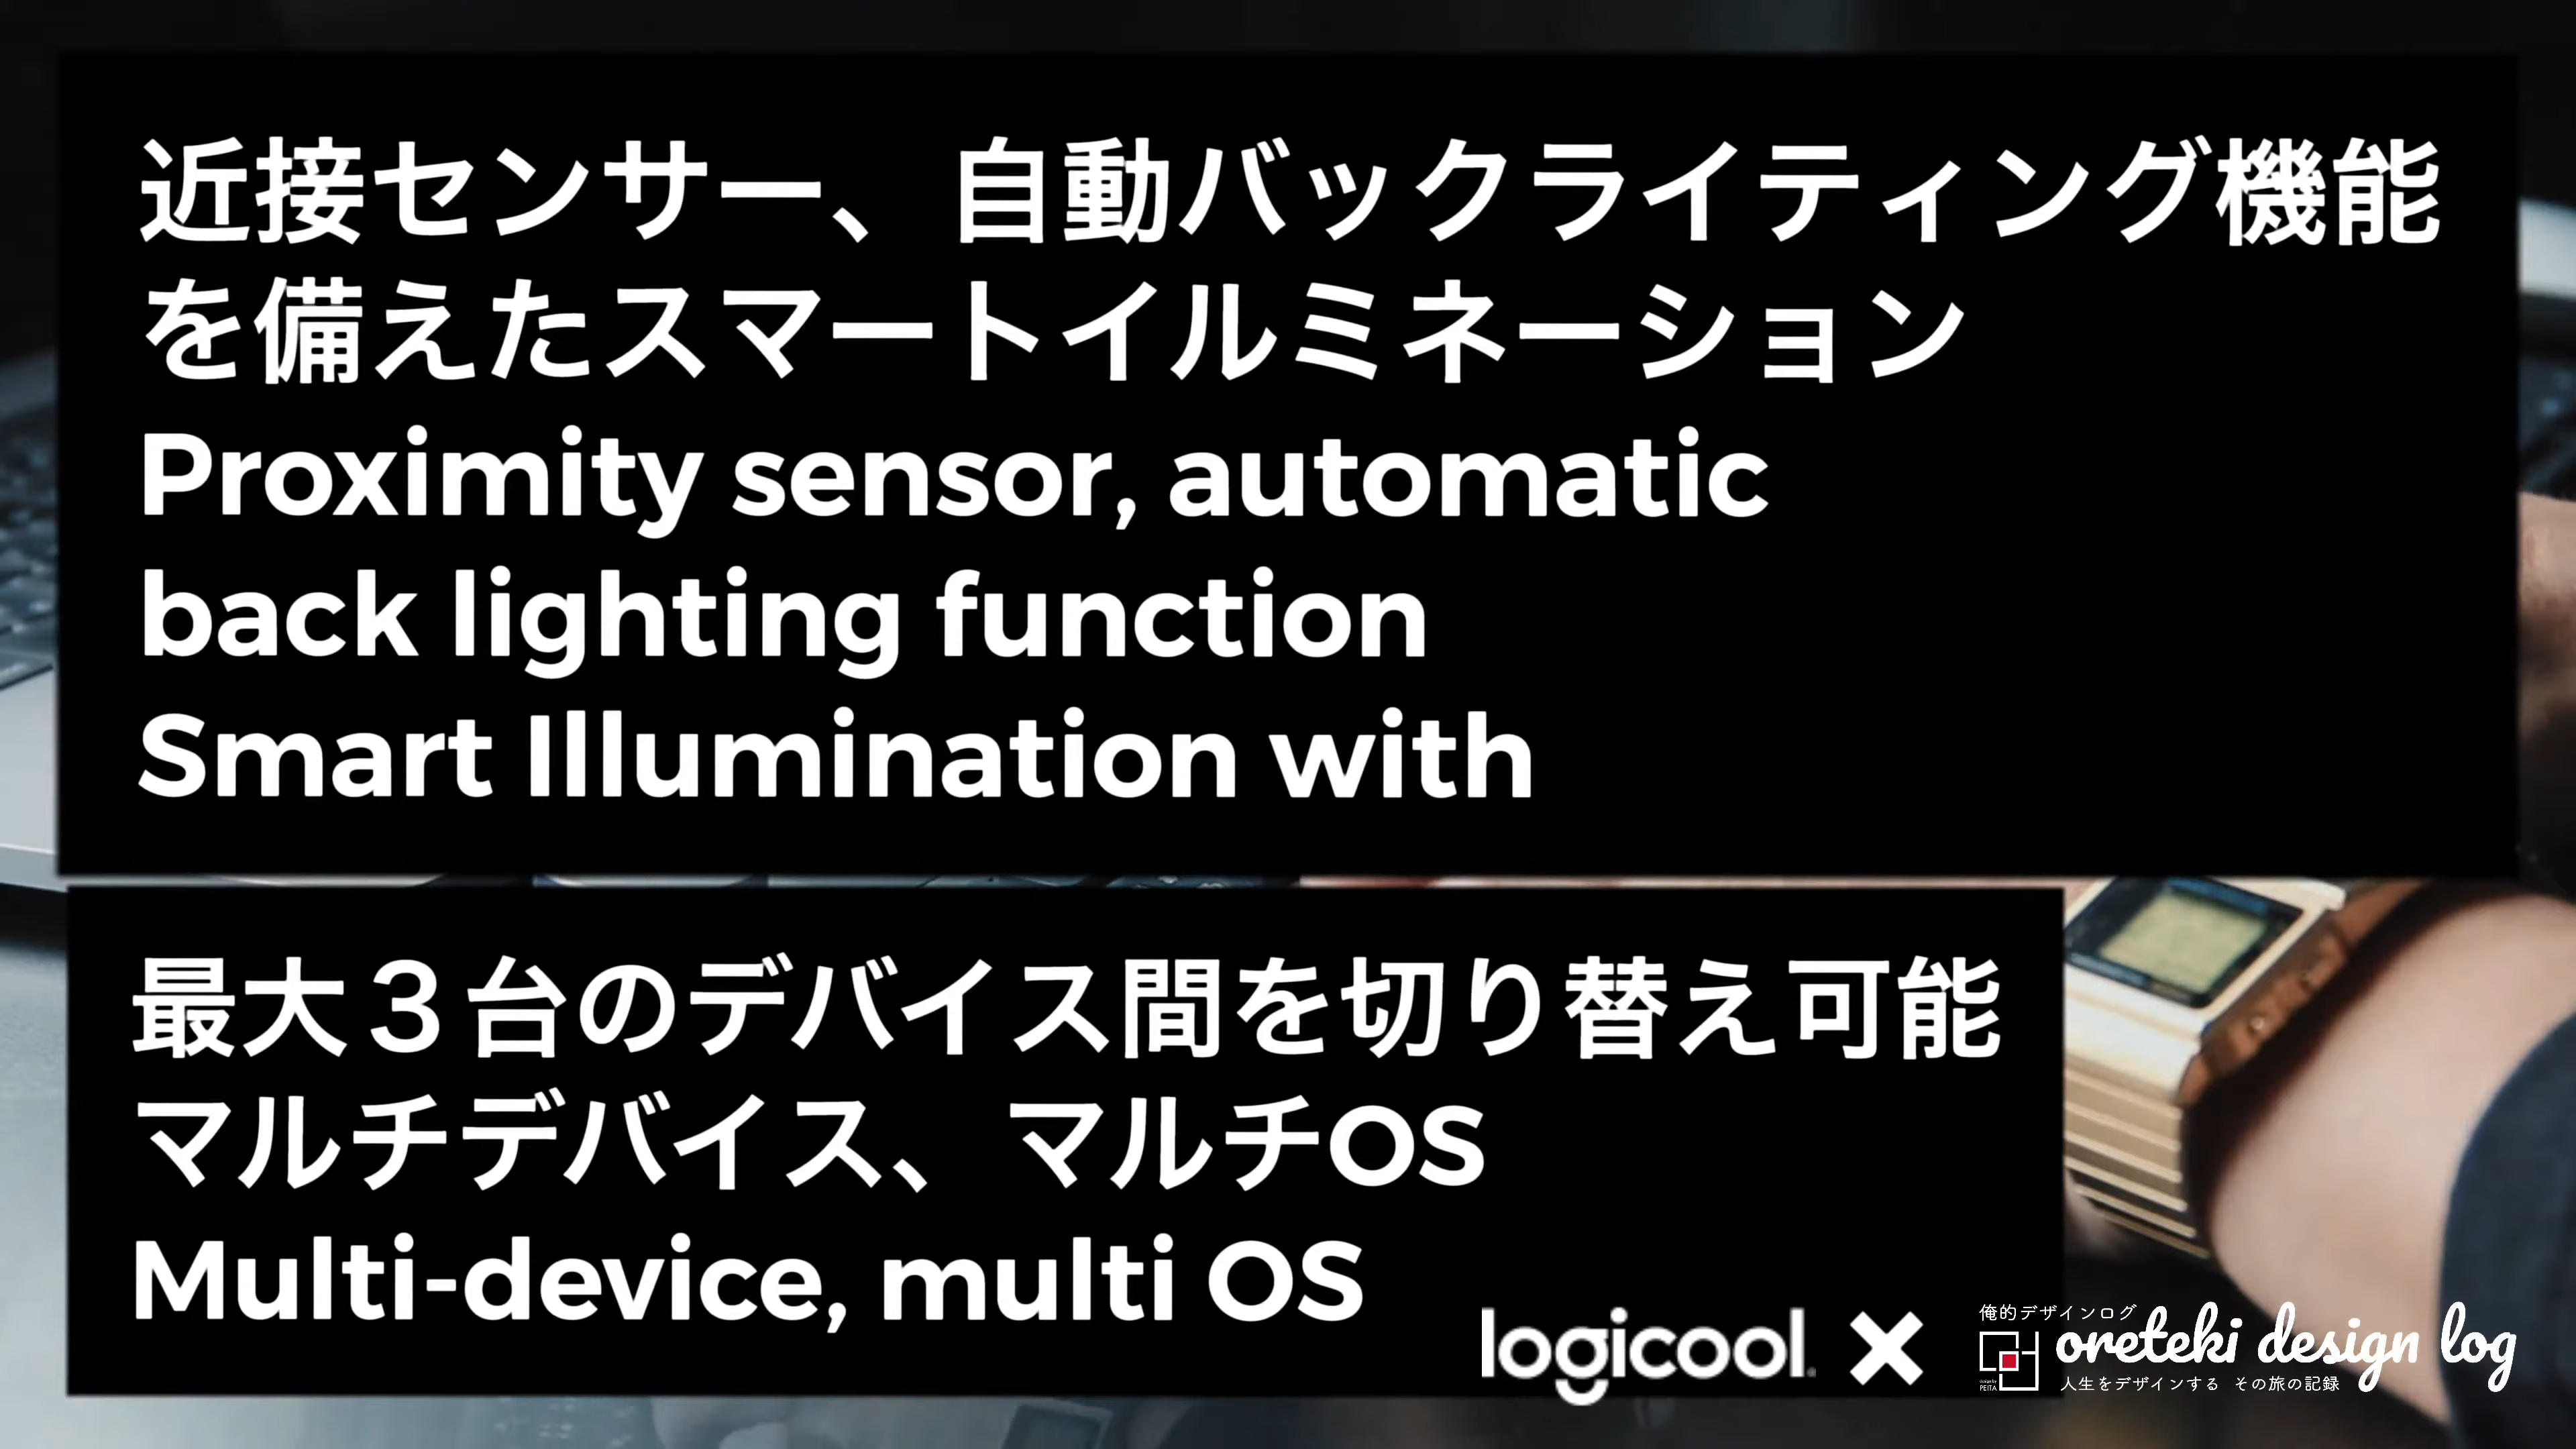 近接センサー、自動バックライティング機能
を備えたスマートイルミネーション
Proximity sensor, automatic
back lighting function
Smart Illumination with
最大３台のデバイス間を切り替え可能
マルチデバイス、マルチOS
Multi-device, multi OS
logicool ×
俺的デザインログ
oreteki design log
人生をデザインする その旅の記録